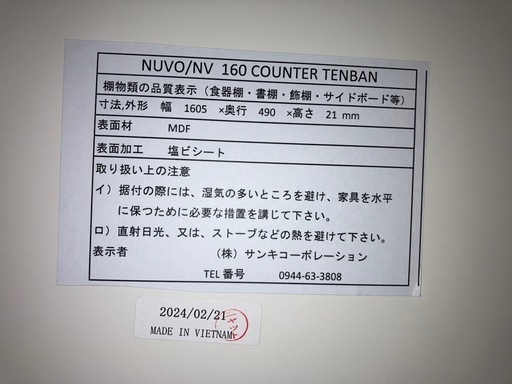 NUVO/NV 160 COUNTER TENBAN
棚物類の品質表示（食器棚・書棚・飾棚・サイドボード等）
寸法,外形 幅 1605 ×奥行 490 ×高さ 21 mm
表面材 MDF
表面加工 塩ビシート
取り扱い上の注意
イ）据付の際には、湿気の多いところを避け、家具を水平
に保つために必要な措置を講じて下さい。
ロ）直射日光、又は、ストーブなどの熱を避けて下さい。
表示者 （株）サンキコーポレーション
TEL番号 0944-63-3808
2024/02/21
MADE IN VIETNAM